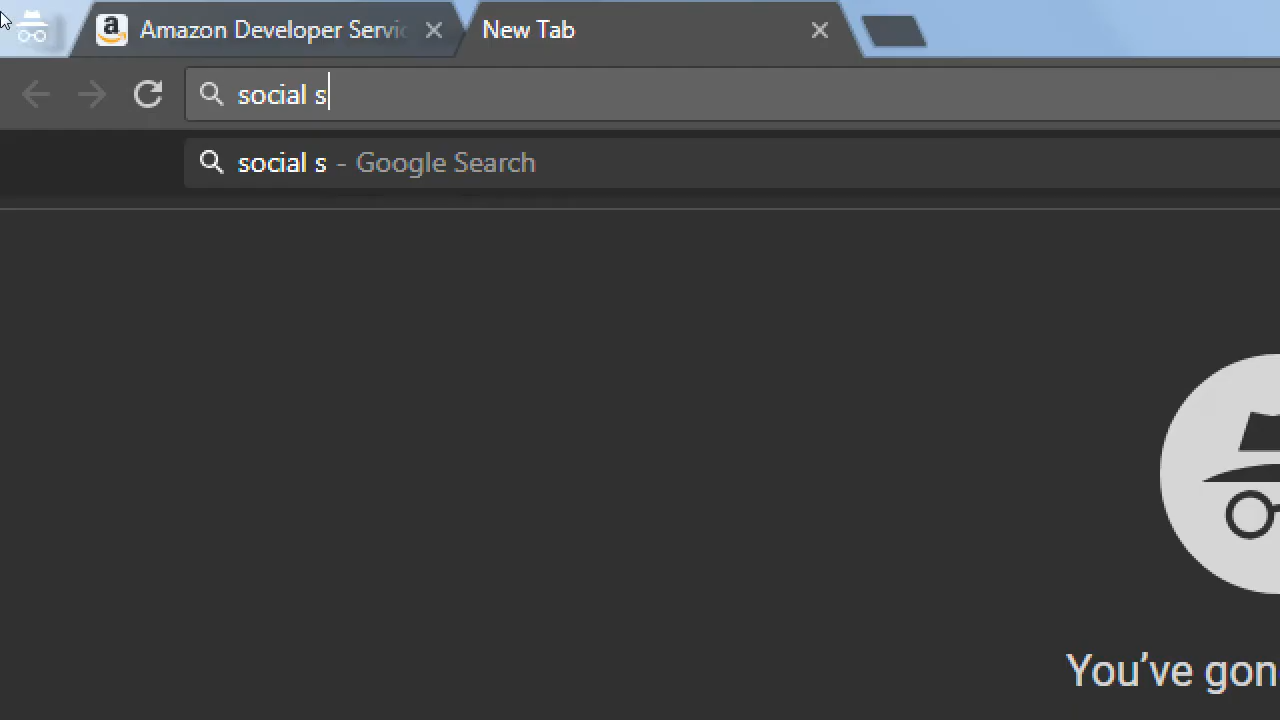 Amazon Developer Servic
New Tab
social s
social s - Google Search
You've gon